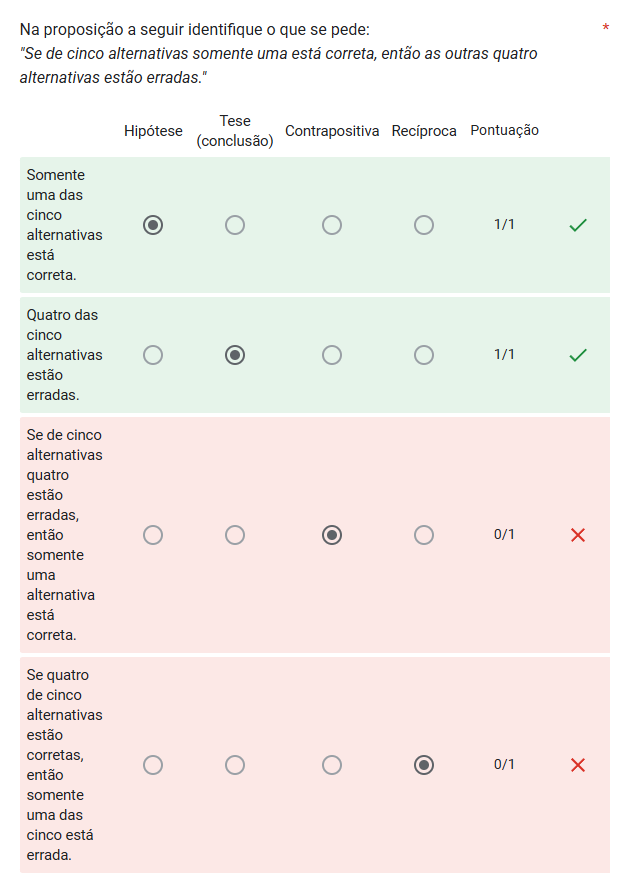 Na proposição a seguir identifique o que se pede: *
"Se de cinco alternativas somente uma está correta, então as outras quatro
alternativas estão erradas."
Hipótese Tese (conclusão) Contrapositiva Recíproca Pontuação
Somente
uma das
cinco
alternativas
está
correta.
1/1
Quatro das
cinco
alternativas
estão
erradas.
1/1
Se de cinco
alternativas
quatro
estão
erradas,
então
somente
uma
alternativa
está
correta.
0/1
Se quatro
de cinco
alternativas
estão
corretas,
então
somente
uma das
cinco está
errada.
0/1